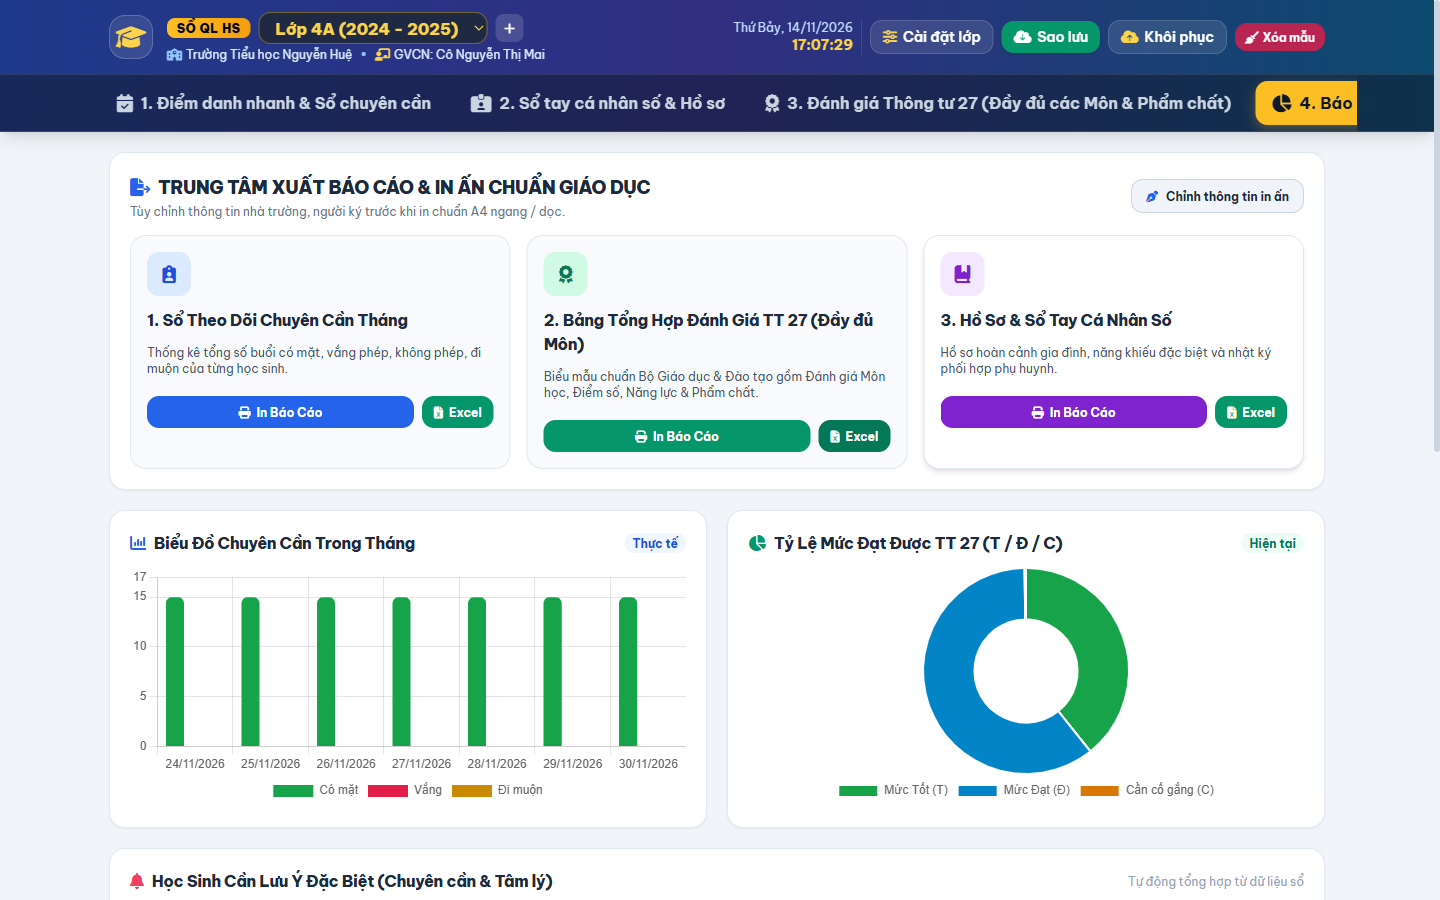 SỔ QL HS
Lớp 4A (2024 - 2025)
Trường Tiểu học Nguyễn Huệ • GVCN: Cô Nguyễn Thị Mai
Thứ Bảy, 14/11/2026
17:07:29
Cài đặt lớp
Sao lưu
Khôi phục
Xóa mẫu
1. Điểm danh nhanh & Sổ chuyên cần
2. Sổ tay cá nhân số & Hồ sơ
3. Đánh giá Thông tư 27 (Đầy đủ các Môn & Phẩm chất)
4. Báo
TRUNG TÂM XUẤT BÁO CÁO & IN ẤN CHUẨN GIÁO DỤC
Tùy chỉnh thông tin nhà trường, người ký trước khi in chuẩn A4 ngang / dọc.
Chỉnh thông tin in ấn
1. Sổ Theo Dõi Chuyên Cần Tháng
Thống kê tổng số buổi có mặt, vắng phép, không phép, đi
muộn của từng học sinh.
In Báo Cáo
Excel
2. Bảng Tổng Hợp Đánh Giá TT 27 (Đầy đủ
Môn)
Biểu mẫu chuẩn Bộ Giáo dục & Đào tạo gồm Đánh giá Môn
học, Điểm số, Năng lực & Phẩm chất.
In Báo Cáo
Excel
3. Hồ Sơ & Sổ Tay Cá Nhân Số
Hồ sơ hoàn cảnh gia đình, năng khiếu đặc biệt và nhật ký
phối hợp phụ huynh.
In Báo Cáo
Excel
Biểu Đồ Chuyên Cần Trong Tháng
Thực tế
17
15
10
5
0
24/11/2026 25/11/2026 26/11/2026 27/11/2026 28/11/2026 29/11/2026 30/11/2026
Có mặt Vắng Đi muộn
Tỷ Lệ Mức Đạt Được TT 27 (T / Đ / C)
Hiện tại
Mức Tốt (T) Mức Đạt (Đ) Cần cố gắng (C)
Học Sinh Cần Lưu Ý Đặc Biệt (Chuyên cần & Tâm lý)
Tự động tổng hợp từ dữ liệu số